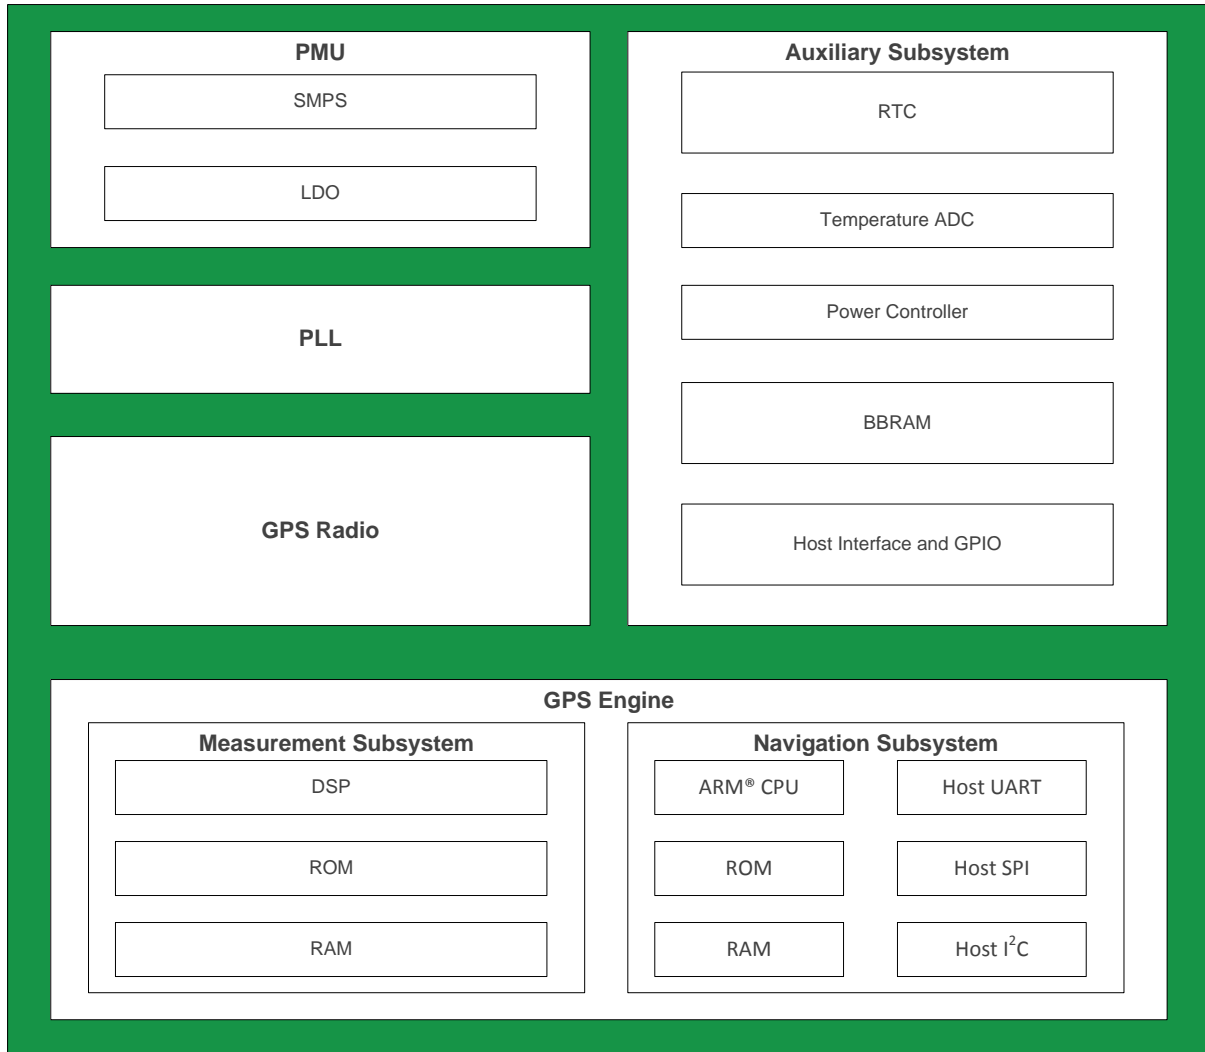 PMU
SMPS
LDO
PLL
GPS Radio
Auxiliary Subsystem
RTC
Temperature ADC
Power Controller
BBRAM
Host Interface and GPIO
GPS Engine
Measurement Subsystem
DSP
ROM
RAM
Navigation Subsystem
ARM® CPU
Host UART
ROM
Host SPI
RAM
Host I²C